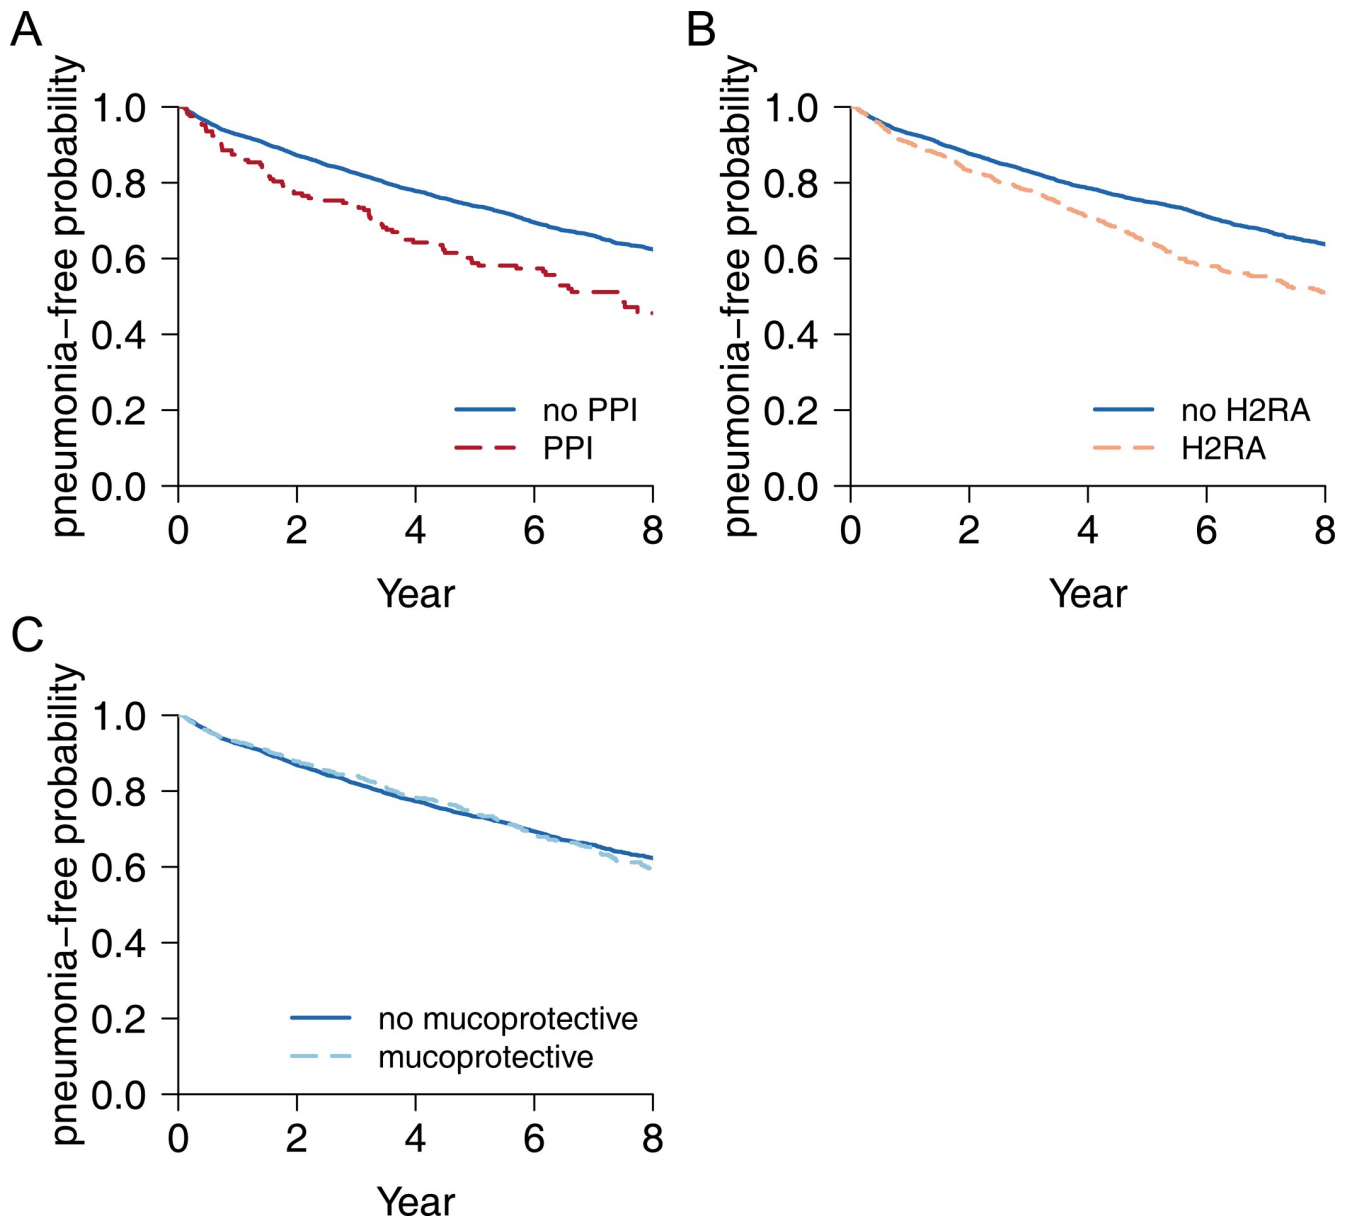 A
pneumonia–free probability
1.0
0.8
0.6
0.4
0.2
0.0
no PPI
PPI
0 2 4 6 8
Year
B
pneumonia–free probability
1.0
0.8
0.6
0.4
0.2
0.0
no H2RA
H2RA
0 2 4 6 8
Year
C
pneumonia–free probability
1.0
0.8
0.6
0.4
0.2
0.0
no mucoprotective
mucoprotective
0 2 4 6 8
Year